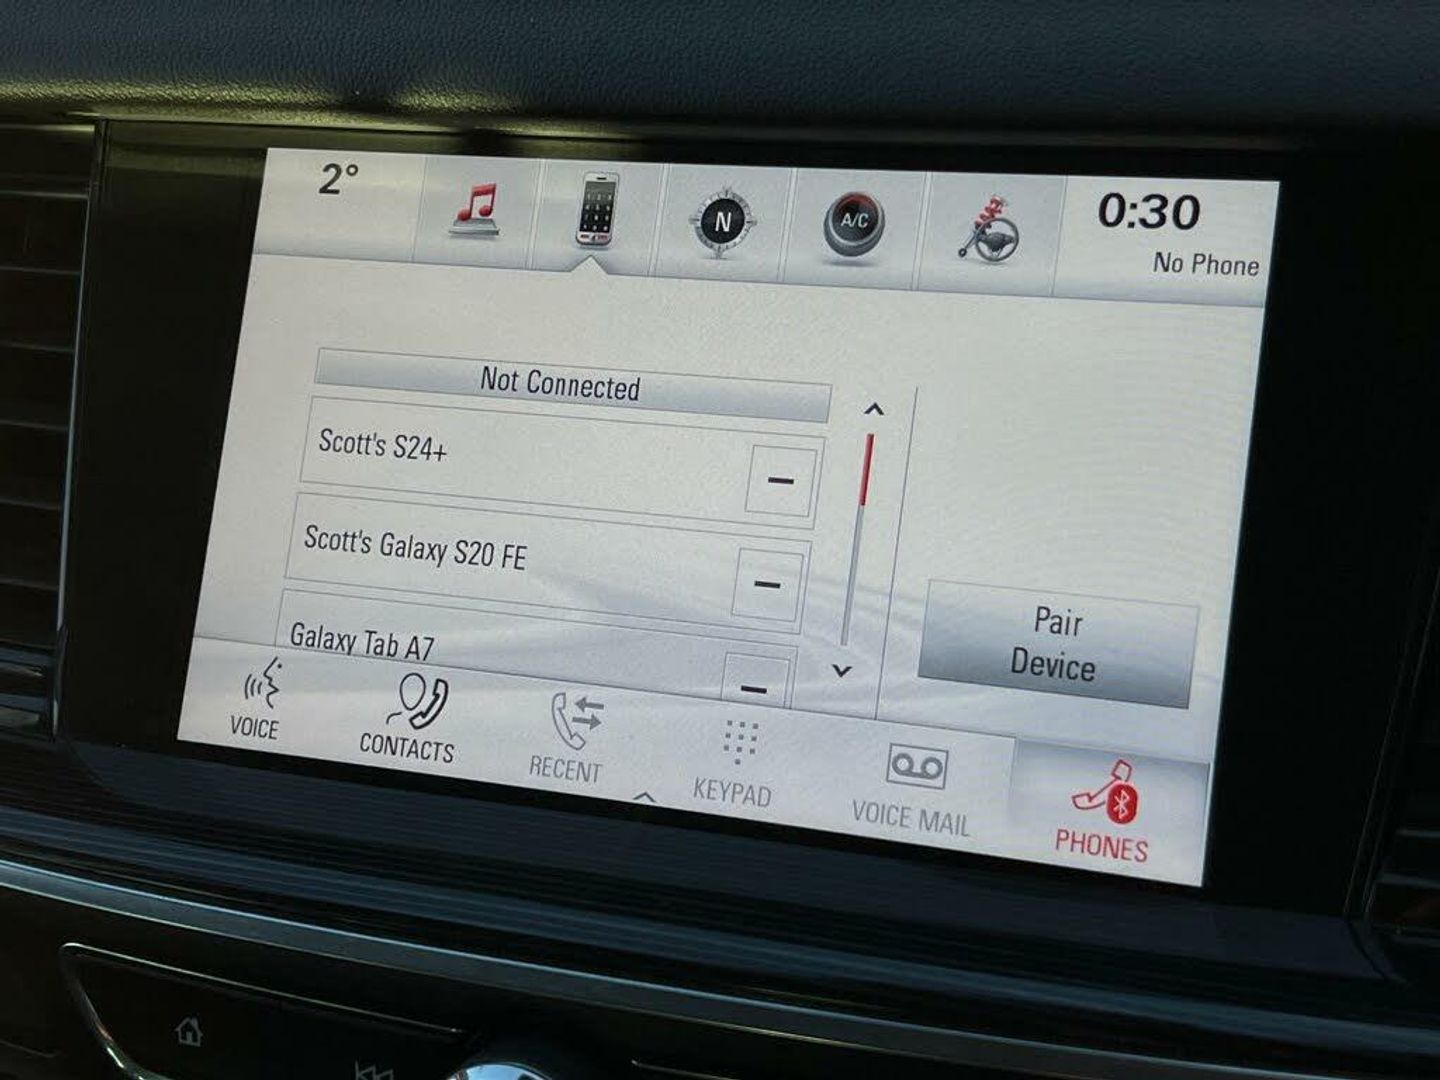 2°
N
A/C
0:30
No Phone
Not Connected
Scott's S24+
Scott's Galaxy S20 FE
Galaxy Tab A7
Pair
Device
VOICE
CONTACTS
RECENT
KEYPAD
VOICE MAIL
PHONES